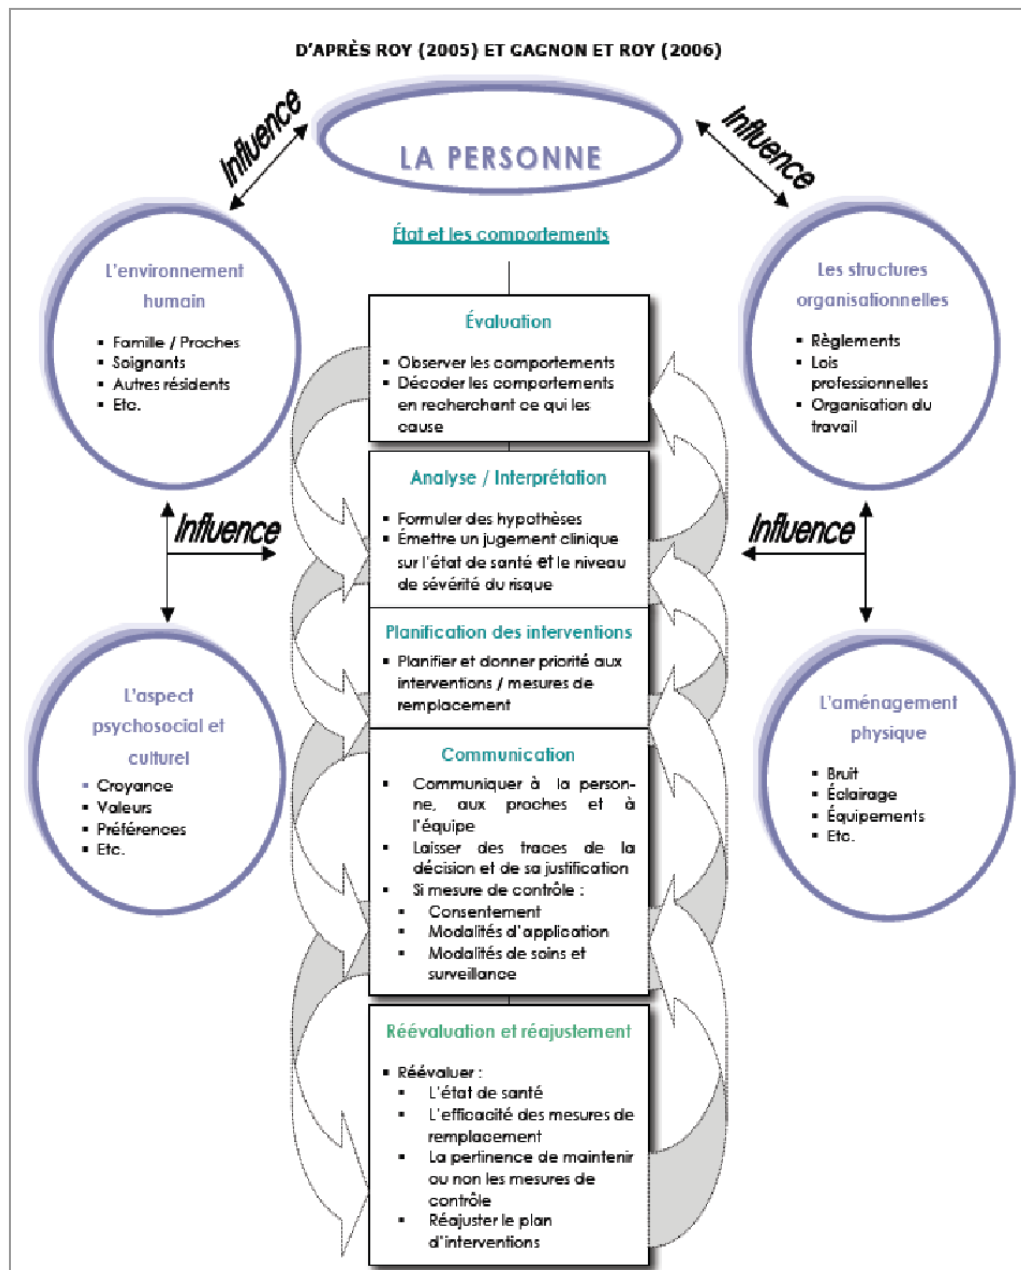 D'APRÈS ROY (2005) ET GAGNON ET ROY (2006)
Influence
LA PERSONNE
Influence
État et les comportements
L'environnement
humain
▪ Famille / Proches
▪ Soignants
▪ Autres résidents
▪ Etc.
Les structures
organisationnelles
▪ Règlements
▪ Lois
professionnelles
▪ Organisation du
travail
Évaluation
▪ Observer les comportements
▪ Décoder les comportements
en recherchant ce qui les
cause
Analyse / Interprétation
▪ Formuler des hypothèses
▪ Émettre un jugement clinique
sur l'état de santé et le niveau
de sévérité du risque
Influence
Influence
Planification des interventions
▪ Planifier et donner priorité aux
interventions / mesures de
remplacement
L'aspect
psychosocial et
culturel
▪ Croyance
▪ Valeurs
▪ Préférences
▪ Etc.
L'aménagement
physique
▪ Bruit
▪ Éclairage
▪ Équipements
▪ Etc.
Communication
▪ Communiquer à la person-
ne, aux proches et à
l'équipe
▪ Laisser des traces de la
décision et de sa justification
▪ Si mesure de contrôle :
▪ Consentement
▪ Modalités d'application
▪ Modalités de soins et
surveillance
Réévaluation et réajustement
▪ Réévaluer :
▪ L'état de santé
▪ L'efficacité des mesures de
remplacement
▪ La pertinence de maintenir
ou non les mesures de
contrôle
▪ Réajuster le plan
d'interventions